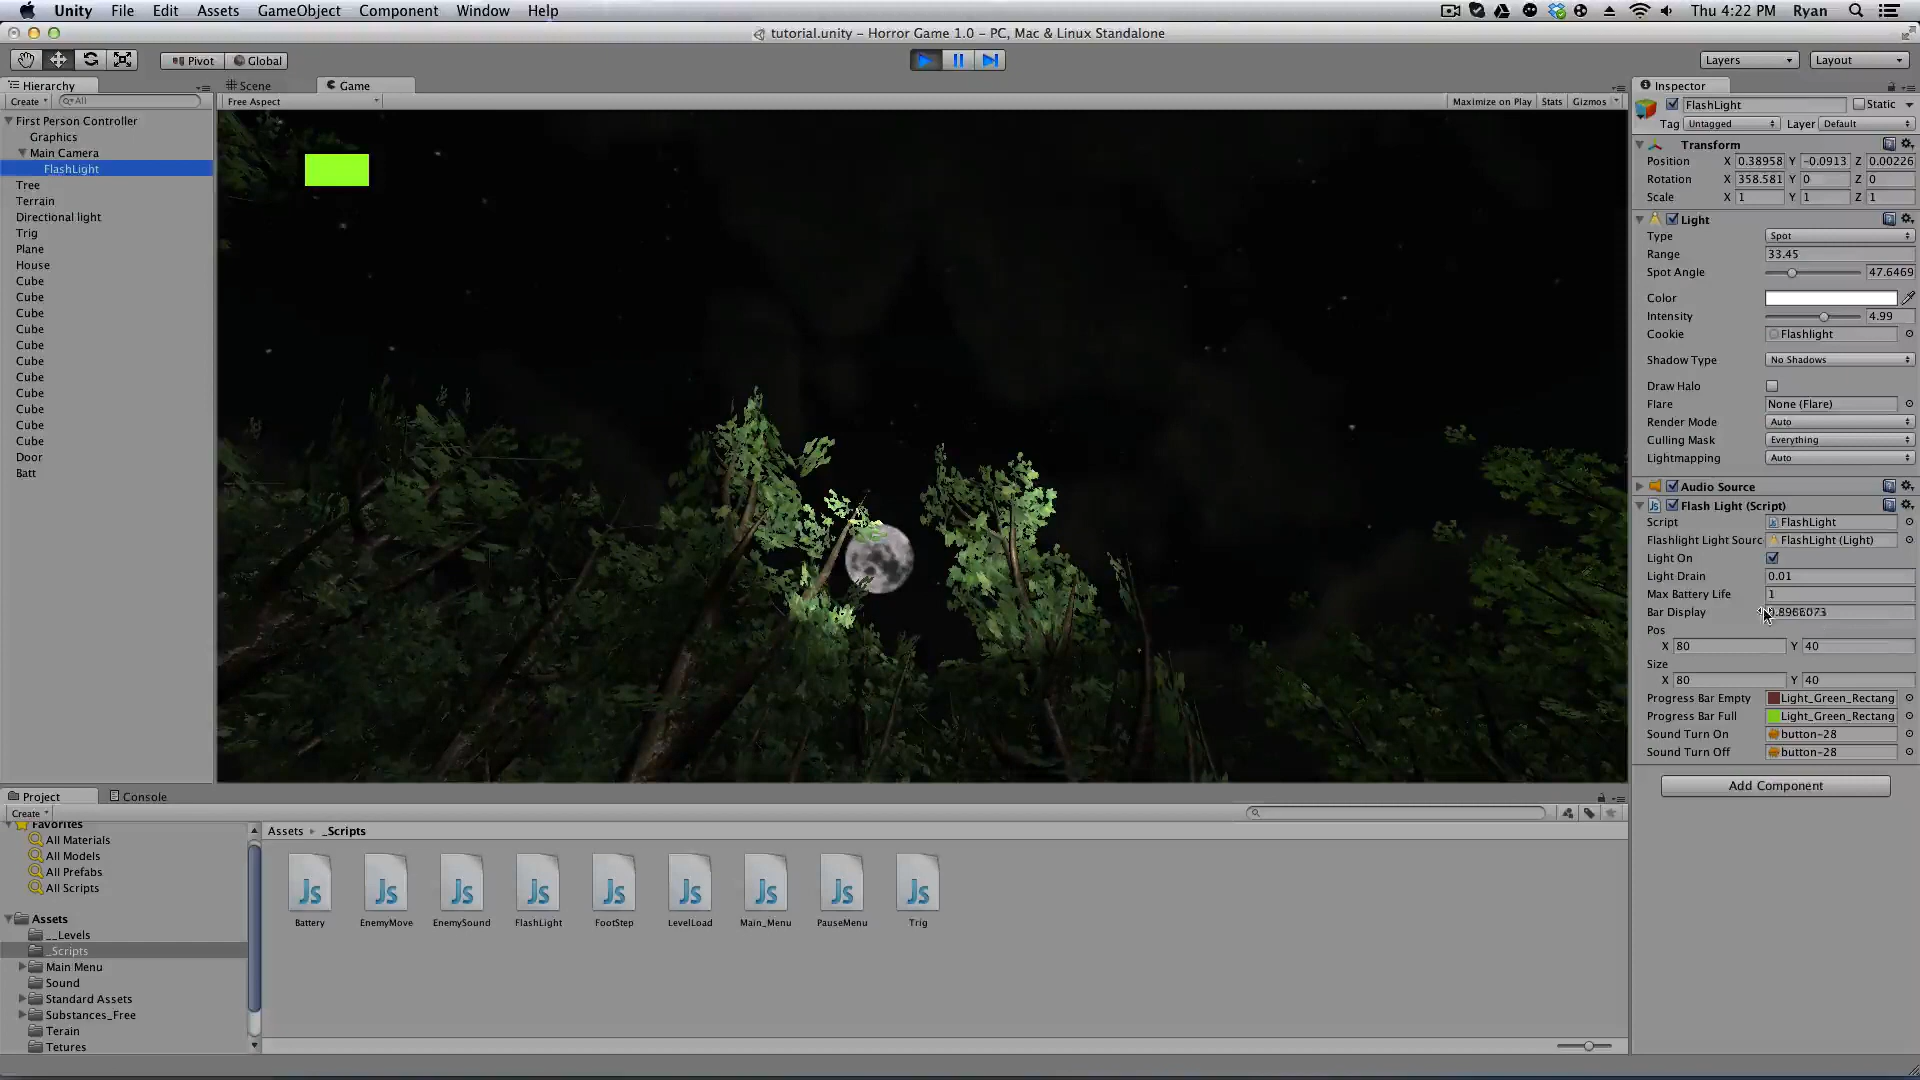 Unity File Edit Assets GameObject Component Window Help Thu 4:22 PM Ryan
tutorial.unity – Horror Game 1.0 – PC, Mac & Linux Standalone
Pivot Global Layers Layout
Hierarchy Scene Game Inspector
Create All Free Aspect Maximize on Play Stats Gizmos
FlashLight Static
Tag Untagged Layer Default
First Person Controller
Graphics
Main Camera
FlashLight
Tree
Terrain
Directional light
Trig
Plane
House
Cube
Cube
Cube
Cube
Cube
Cube
Cube
Cube
Cube
Cube
Cube
Door
Batt
Transform
Position X 0.38958 Y -0.0913 Z 0.00226
Rotation X 358.581 Y 0 Z 0
Scale X 1 Y 1 Z 1
Light
Type Spot
Range 33.45
Spot Angle 47.6469
Color
Intensity 4.99
Cookie Flashlight
Shadow Type No Shadows
Draw Halo
Flare None (Flare)
Render Mode Auto
Culling Mask Everything
Lightmapping Auto
Audio Source
Flash Light (Script)
Script FlashLight
Flashlight Light Sourc FlashLight (Light)
Light On
Light Drain 0.01
Max Battery Life 1
Bar Display
Pos
X 80 Y 40
Size
X 80 Y 40
Progress Bar Empty Light_Green_Rectang
Progress Bar Full Light_Green_Rectang
Sound Turn On button-28
Sound Turn Off button-28
Add Component
Project Console
Create
Favorites
All Materials
All Models
All Prefabs
All Scripts
Assets
__Levels
_Scripts
Main Menu
Sound
Standard Assets
Substances_Free
Terain
Tetures
Assets _Scripts
Js Js Js Js Js Js Js Js Js
Battery EnemyMove EnemySound FlashLight FootStep LevelLoad Main_Menu PauseMenu Trig